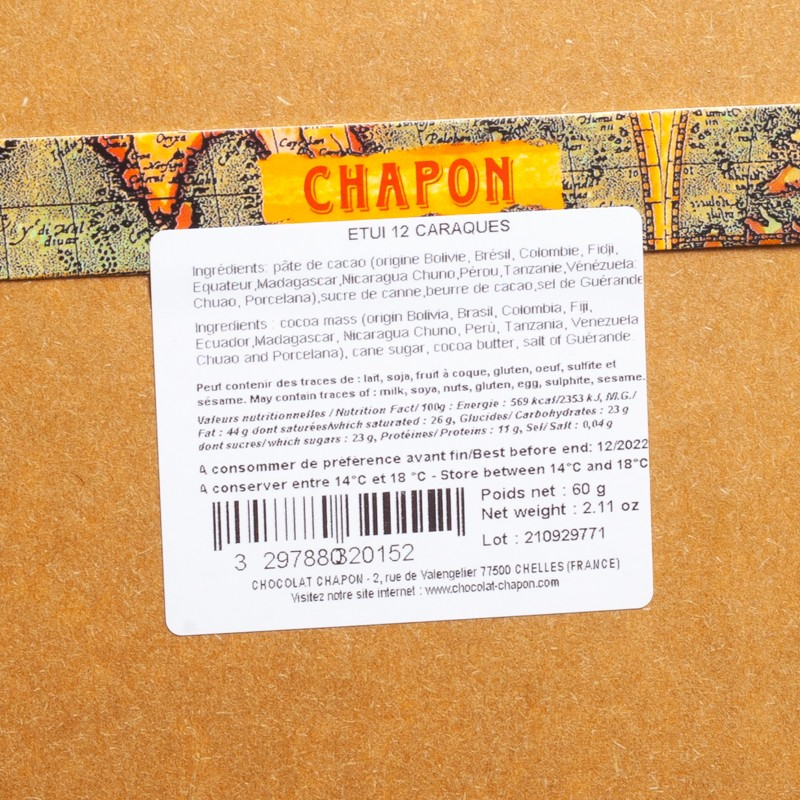 CHAPON
ETUI 12 CARAQUES
Ingrédients: pâte de cacao (origine Bolivie, Brésil, Colombie, Fidji,
Equateur,Madagascar,Nicaragua Chuno,Pérou,Tanzanie,Vénézuela:
Chuao, Porcelana),sucre de canne,beurre de cacao,sel de Guérande
Ingredients : cocoa mass (origin Bolivia, Brasil, Colombia, Fiji,
Ecuador,Madagascar, Nicaragua Chuno, Perù, Tanzania, Venezuela
Chuao and Porcelana), cane sugar, cocoa butter, salt of Guérande.
Peut contenir des traces de : lait, soja, fruit à coque, gluten, oeuf, sulfite et
sésame. May contain traces of : milk, soya, nuts, gluten, egg, sulphite, sesame.
Valeurs nutritionnelles / Nutrition Fact/ 100g : Energie : 569 kcal/2353 kJ, M.G./
Fat : 44 g dont saturées/which saturated : 26 g, Glucides/ Carbohydrates : 23 g
dont sucres/ which sugars : 23 g, Protéines/ Proteins : 11 g, Sel/ Salt : 0,04 g
A consommer de préférence avant fin/Best before end: 12/2022
A conserver entre 14°C et 18 °C - Store between 14°C and 18°C
Poids net : 60 g
Net weight : 2.11 oz
Lot : 210929771
3 297880320152
CHOCOLAT CHAPON - 2, rue de Valengelier 77500 CHELLES (FRANCE)
Visitez notre site internet : www.chocolat-chapon.com